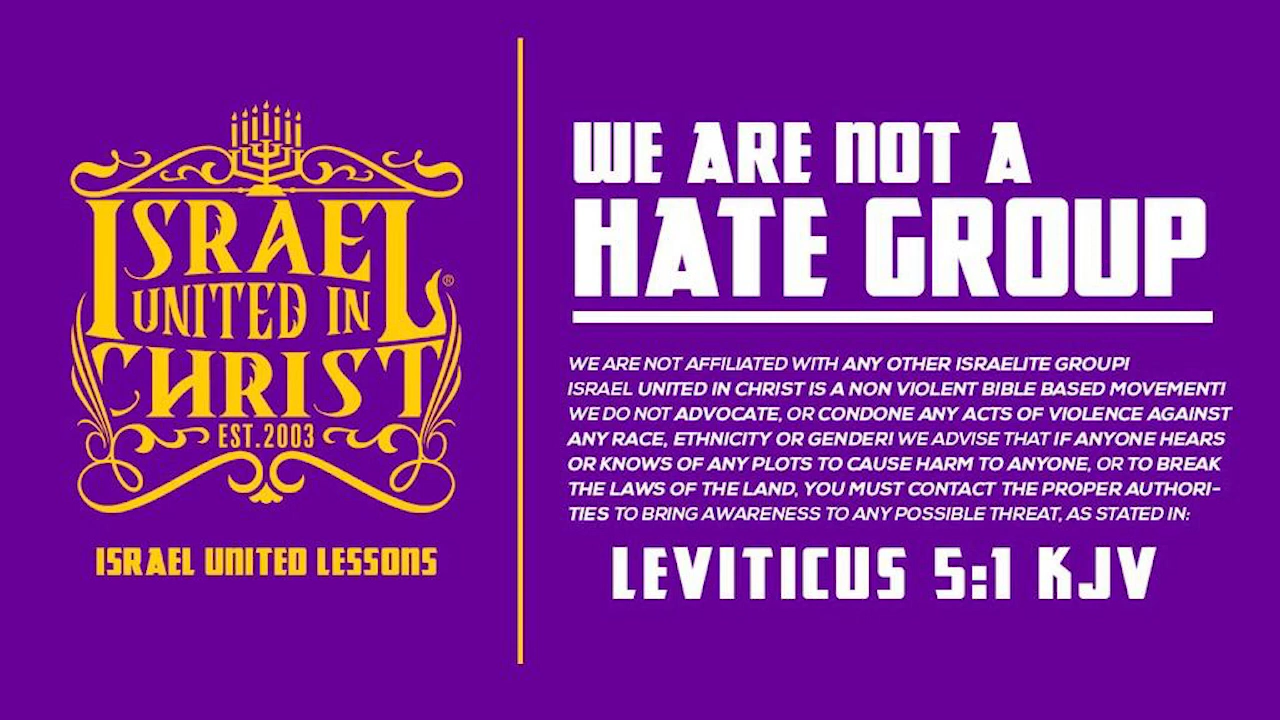 ISRAEL
UNITED IN
CHRIST
EST.2003
ISRAEL UNITED LESSONS
WE ARE NOT A
HATE GROUP
WE ARE NOT AFFILIATED WITH ANY OTHER ISRAELITE GROUP!
ISRAEL UNITED IN CHRIST IS A NON VIOLENT BIBLE BASED MOVEMENT!
WE DO NOT ADVOCATE, OR CONDONE ANY ACTS OF VIOLENCE AGAINST
ANY RACE, ETHNICITY OR GENDER! WE ADVISE THAT IF ANYONE HEARS
OR KNOWS OF ANY PLOTS TO CAUSE HARM TO ANYONE, OR TO BREAK
THE LAWS OF THE LAND, YOU MUST CONTACT THE PROPER AUTHORI-
TIES TO BRING AWARENESS TO ANY POSSIBLE THREAT, AS STATED IN:
LEVITICUS 5:1 KJV